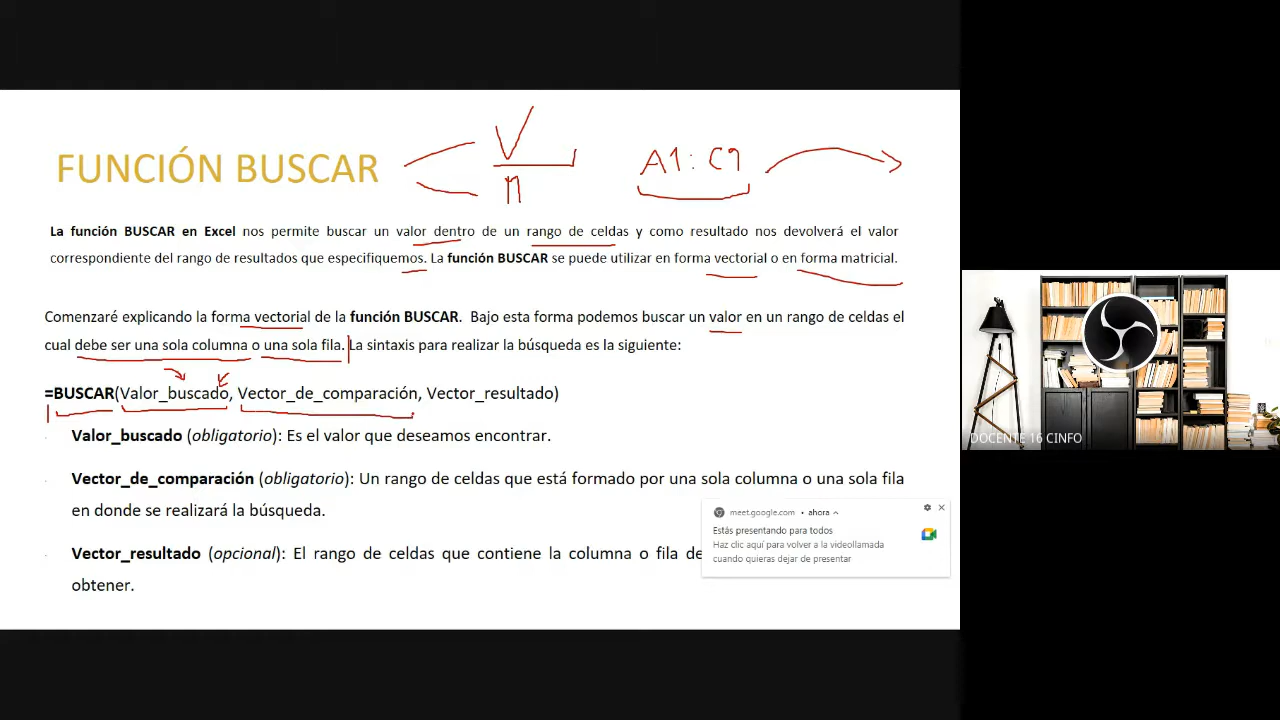 FUNCIÓN BUSCAR
V
n
A1:C9
La función BUSCAR en Excel nos permite buscar un valor dentro de un rango de celdas y como resultado nos devolverá el valor
correspondiente del rango de resultados que especifiquemos. La función BUSCAR se puede utilizar en forma vectorial o en forma matricial.
Comenzaré explicando la forma vectorial de la función BUSCAR. Bajo esta forma podemos buscar un valor en un rango de celdas el
cual debe ser una sola columna o una sola fila. La sintaxis para realizar la búsqueda es la siguiente:
=BUSCAR(Valor_buscado, Vector_de_comparación, Vector_resultado)
Valor_buscado (obligatorio): Es el valor que deseamos encontrar.
Vector_de_comparación (obligatorio): Un rango de celdas que está formado por una sola columna o una sola fila
en donde se realizará la búsqueda.
Vector_resultado (opcional): El rango de celdas que contiene la columna o fila de
obtener.
meet.google.com • ahora
Estás presentando para todos
Haz clic aquí para volver a la videollamada
cuando quieras dejar de presentar
DOCENTE 16 CINFO